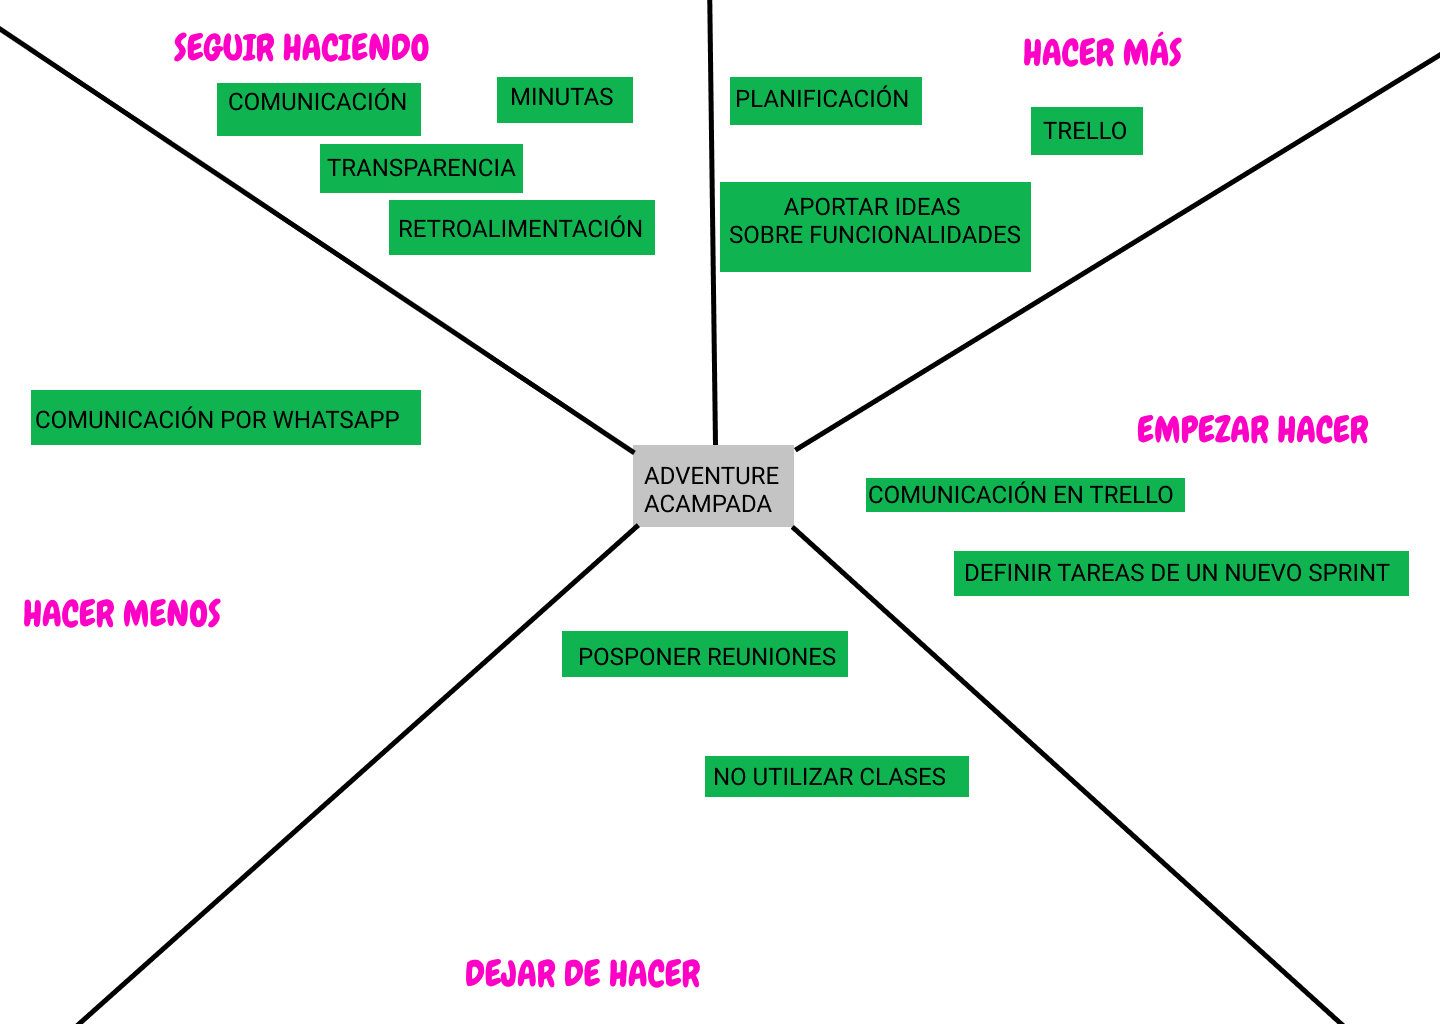 SEGUIR HACIENDO
COMUNICACIÓN
MINUTAS
TRANSPARENCIA
RETROALIMENTACIÓN
HACER MÁS
PLANIFICACIÓN
TRELLO
APORTAR IDEAS
SOBRE FUNCIONALIDADES
COMUNICACIÓN POR WHATSAPP
HACER MENOS
ADVENTURE
ACAMPADA
EMPEZAR HACER
COMUNICACIÓN EN TRELLO
DEFINIR TAREAS DE UN NUEVO SPRINT
POSPONER REUNIONES
NO UTILIZAR CLASES
DEJAR DE HACER